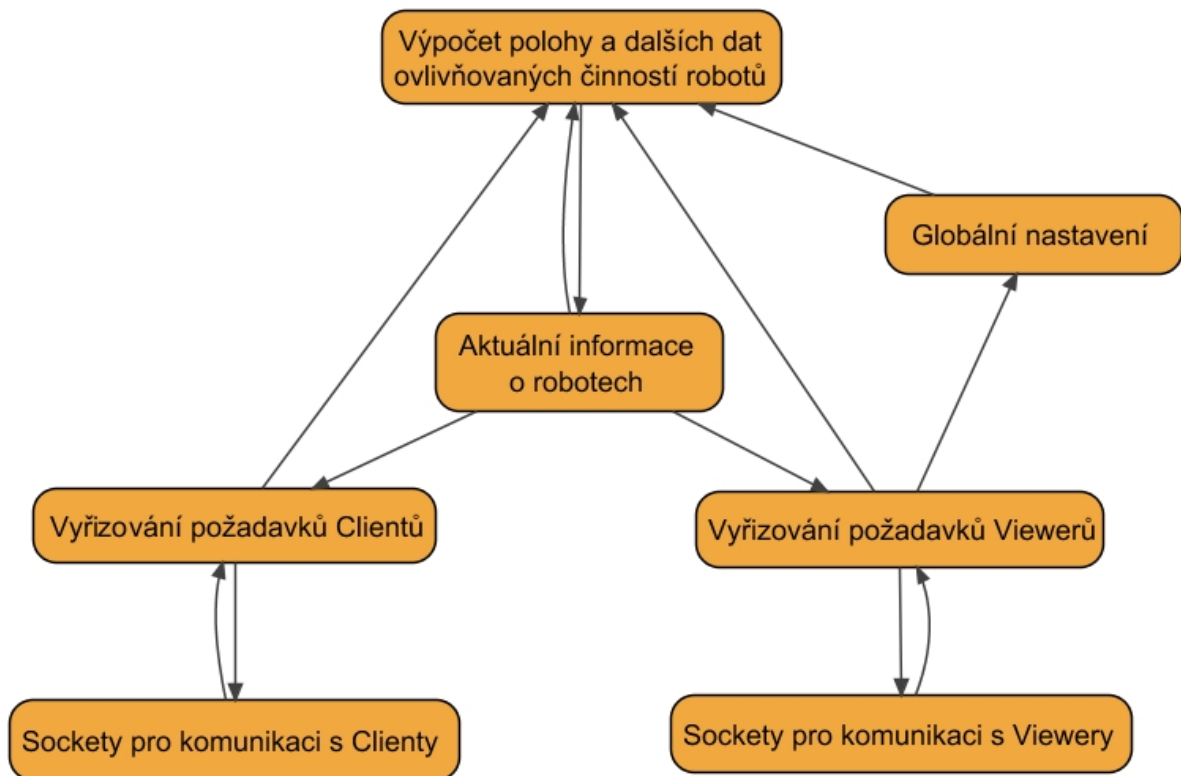 Výpočet polohy a dalších dat
ovlivňovaných činností robotů
Globální nastavení
Aktuální informace
o robotech
Vyřizování požadavků Clientů
Vyřizování požadavků Viewerů
Sockety pro komunikaci s Clienty
Sockety pro komunikaci s Viewery